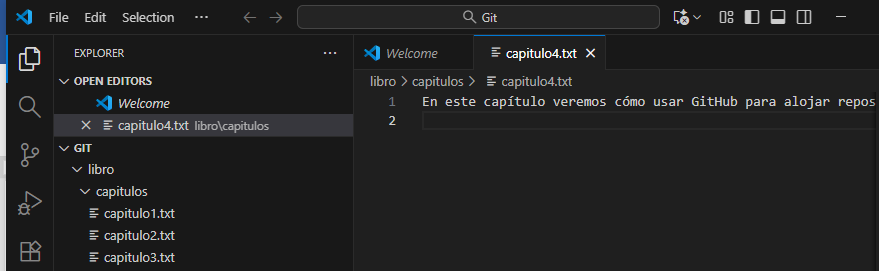 File Edit Selection ... Git
EXPLORER ...
OPEN EDITORS
Welcome
capitulo4.txt libro\capitulos
GIT
libro
capitulos
capitulo1.txt
capitulo2.txt
capitulo3.txt
Welcome capitulo4.txt
libro > capitulos > capitulo4.txt
1 En este capítulo veremos cómo usar GitHub para alojar repos
2